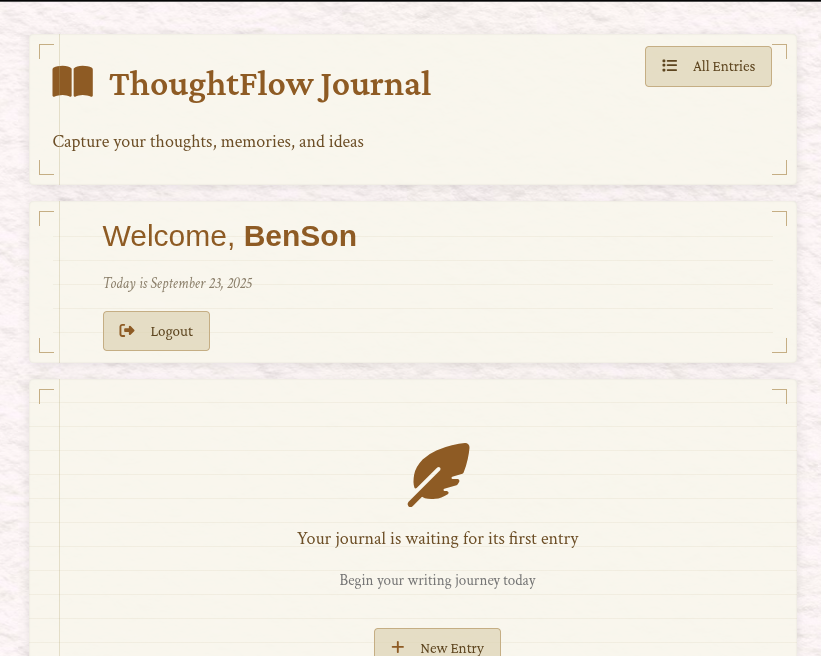 ThoughtFlow Journal
All Entries
Capture your thoughts, memories, and ideas
Welcome, BenSon
Today is September 23, 2025
Logout
Your journal is waiting for its first entry
Begin your writing journey today
New Entry